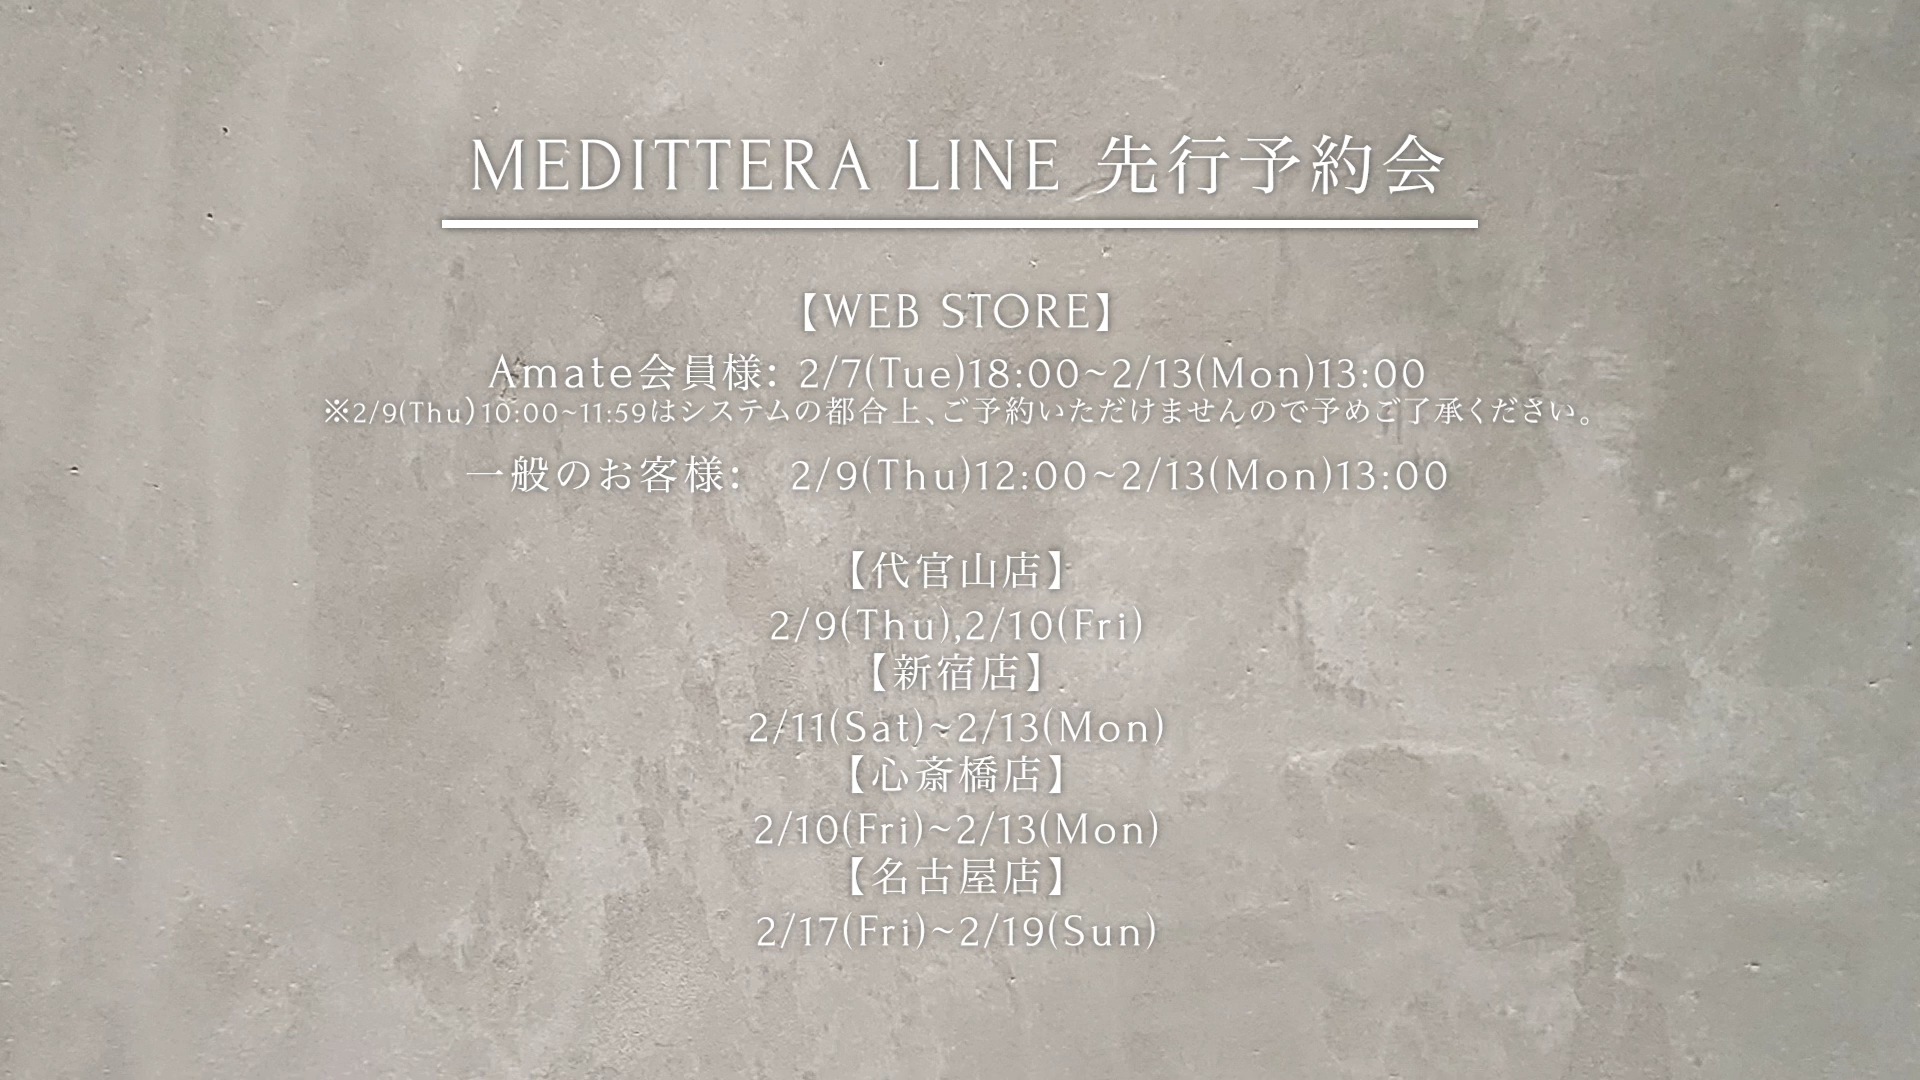 MEDITTERA LINE 先行予約会
【WEB STORE】
Amate会員様: 2/7(Tue)18:00~2/13(Mon)13:00
※2/9(Thu)10:00~11:59はシステムの都合上、ご予約いただけませんので予めご了承ください。
一般のお客様:　2/9(Thu)12:00~2/13(Mon)13:00
【代官山店】
2/9(Thu),2/10(Fri)
【新宿店】
2/11(Sat)~2/13(Mon)
【心斎橋店】
2/10(Fri)~2/13(Mon)
【名古屋店】
2/17(Fri)~2/19(Sun)